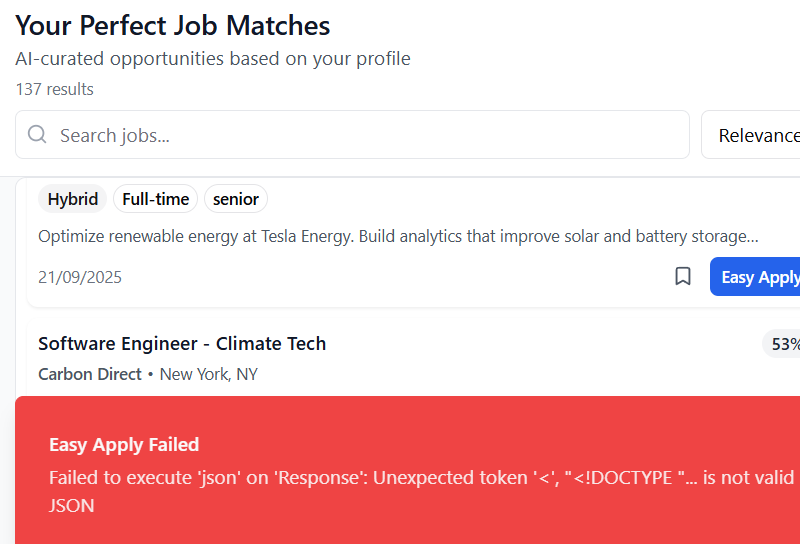 Your Perfect Job Matches
AI-curated opportunities based on your profile
137 results
Search jobs...
Relevance
Hybrid Full-time senior
Optimize renewable energy at Tesla Energy. Build analytics that improve solar and battery storage...
21/09/2025
Easy Apply
Software Engineer - Climate Tech
53%
Carbon Direct • New York, NY
Easy Apply Failed
Failed to execute 'json' on 'Response': Unexpected token '<', "<!DOCTYPE "... is not valid
JSON